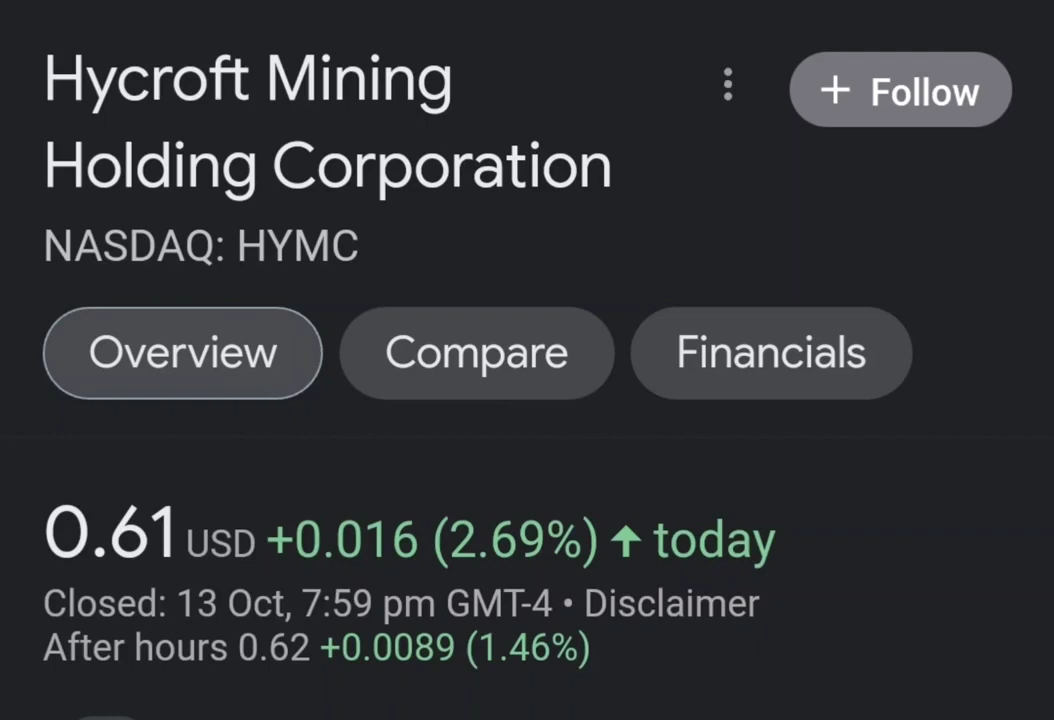 Hycroft Mining
Holding Corporation
+ Follow
NASDAQ: HYMC
Overview Compare Financials
0.61 USD +0.016 (2.69%) ↑ today
Closed: 13 Oct, 7:59 pm GMT-4 • Disclaimer
After hours 0.62 +0.0089 (1.46%)